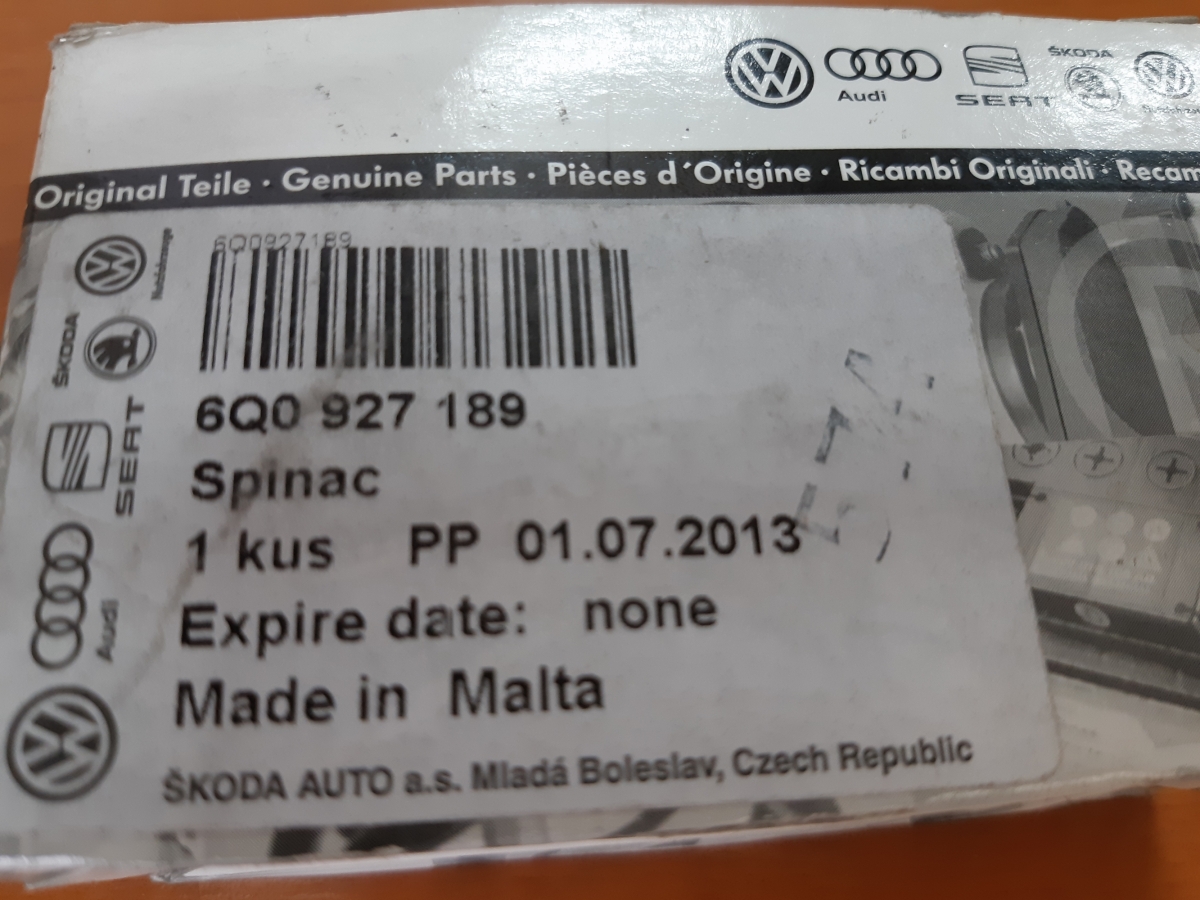 Audi
SEAT
ŠKODA
Original Teile · Genuine Parts · Pièces d´Origine · Ricambi Originali · Recam
6Q0927189
6Q0 927 189
Spinac
1 kus PP 01.07.2013
Expire date: none
Made in Malta
ŠKODA AUTO a.s. Mladá Boleslav, Czech Republic
ŠKODA
SEAT
Audi